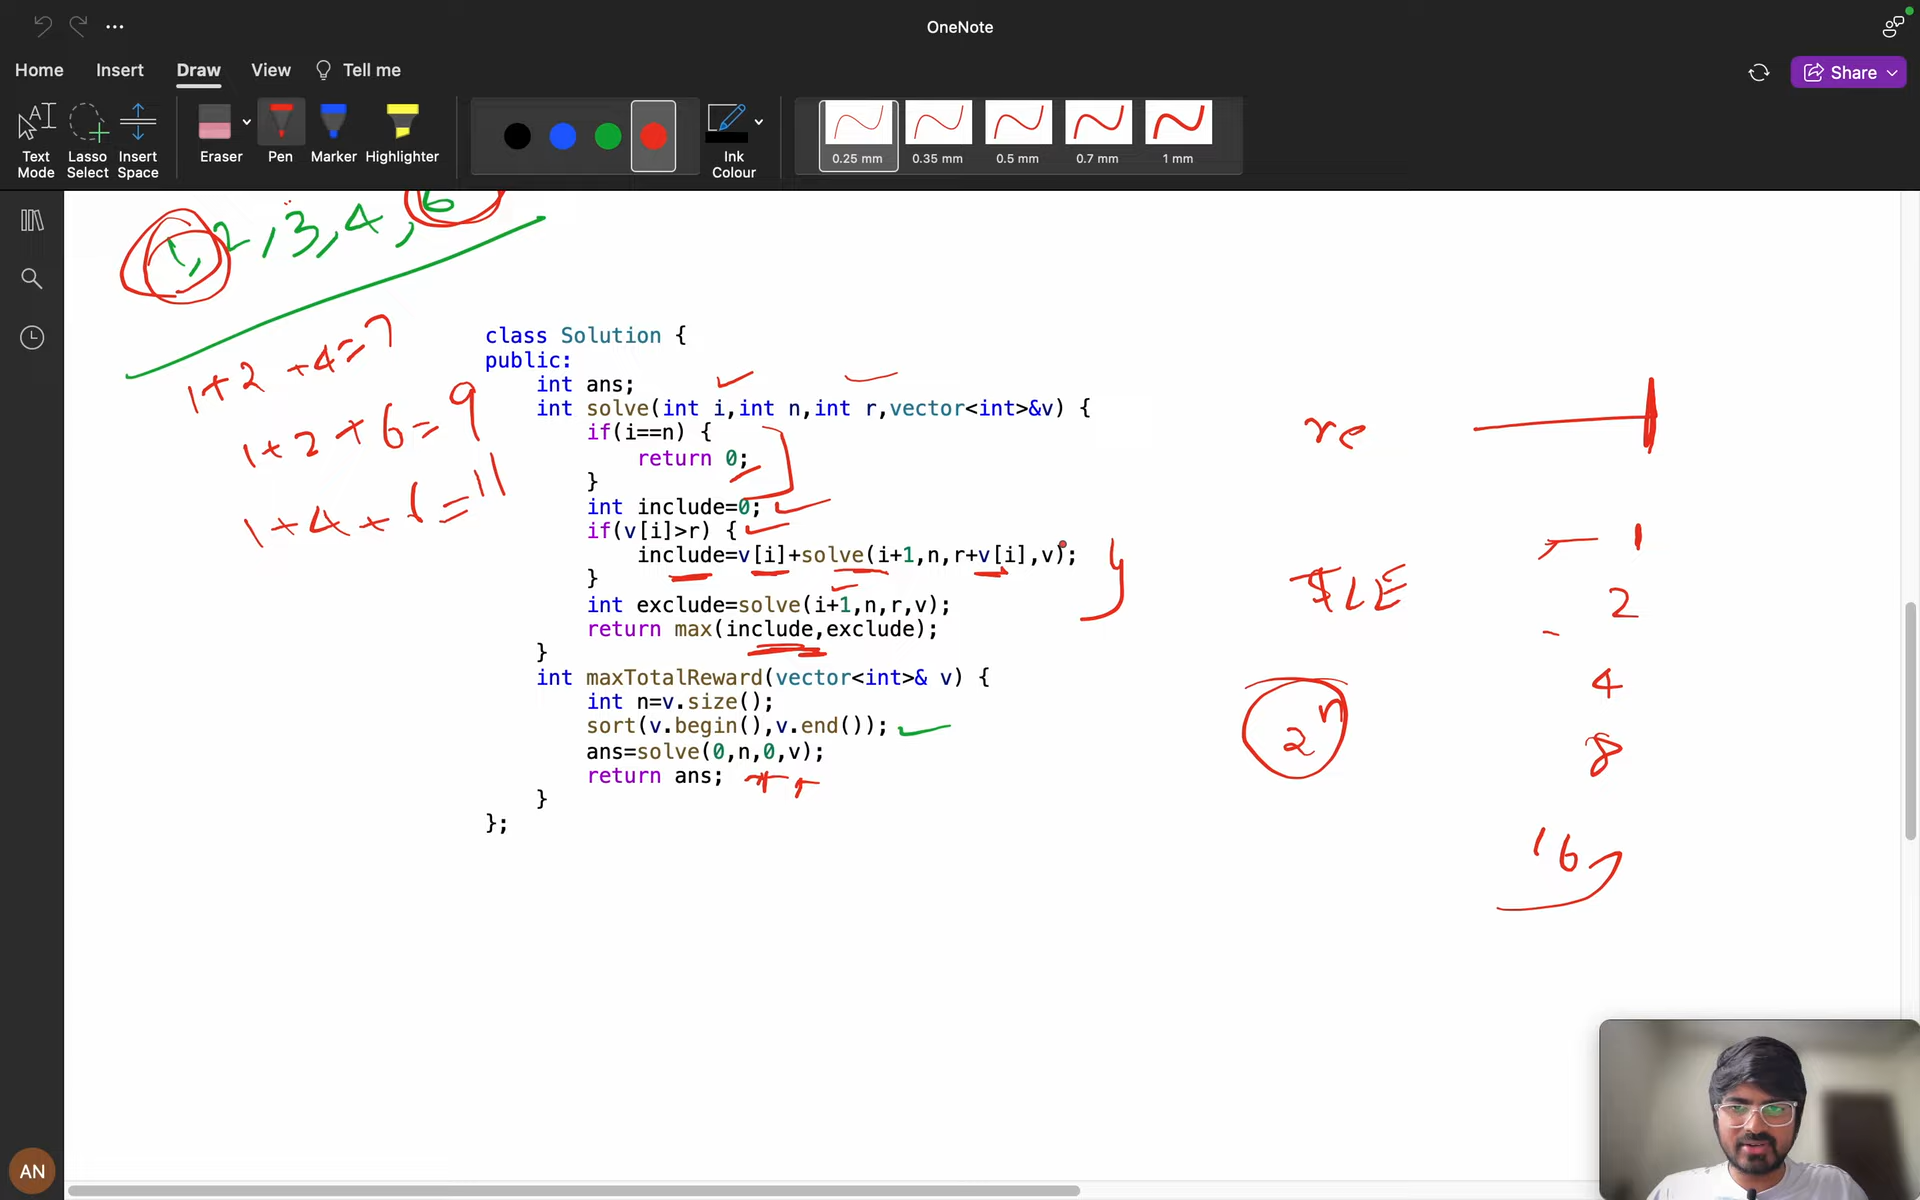 OneNote
Home Insert Draw View Tell me
Share
Text Mode
Lasso Select
Insert Space
Eraser
Pen
Marker
Highlighter
Ink Colour
0.25 mm
0.35 mm
0.5 mm
0.7 mm
1 mm
1,2,3,4,6
1+2+4=7
1+2+6=9
1+4+6=11
class Solution {
public:
int ans;
int solve(int i,int n,int r,vector<int>&v) {
if(i==n) {
return 0;
}
int include=0;
if(v[i]>r) {
include=v[i]+solve(i+1,n,r+v[i],v);
}
int exclude=solve(i+1,n,r,v);
return max(include,exclude);
}
int maxTotalReward(vector<int>& v) {
int n=v.size();
sort(v.begin(),v.end());
ans=solve(0,n,0,v);
return ans;
}
};
re
TLE
2^n
1
2
4
8
16
AN